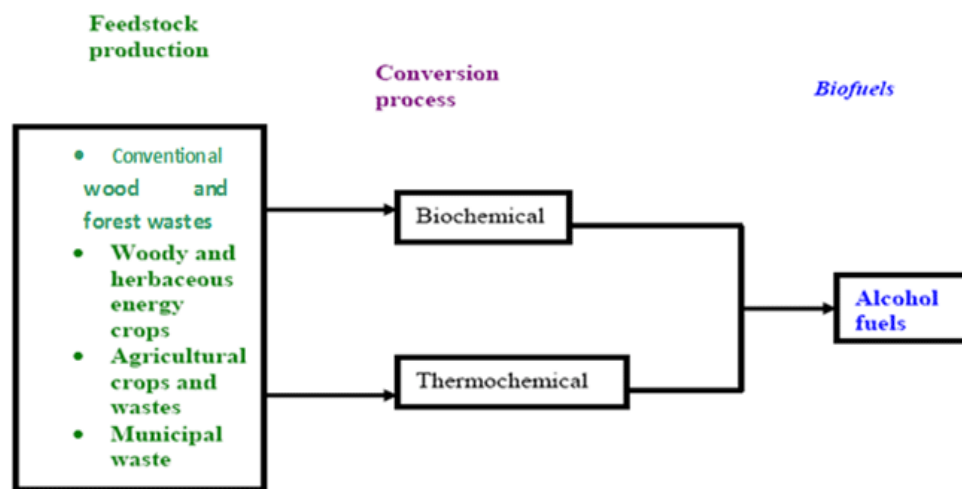 Feedstock
production
Conversion
process
Biofuels
• Conventional
wood and
forest wastes
• Woody and
herbaceous
energy
crops
• Agricultural
crops and
wastes
• Municipal
waste
Biochemical
Thermochemical
Alcohol
fuels